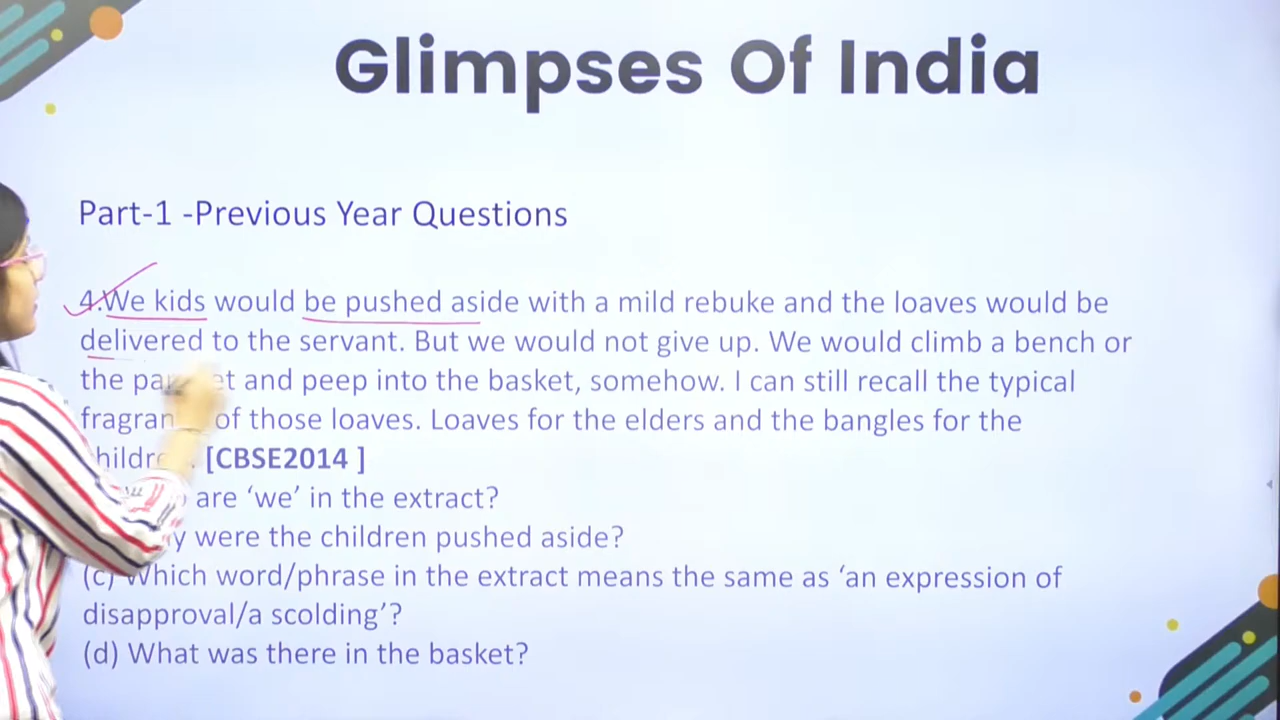 Glimpses Of India
Part-1 -Previous Year Questions
4.We kids would be pushed aside with a mild rebuke and the loaves would be
delivered to the servant. But we would not give up. We would climb a bench or
the and peep into the basket, somehow. I can still recall the typical
of those loaves. Loaves for the elders and the bangles for the
[CBSE2014 ]
are ‘we’ in the extract?
were the children pushed aside?
(c) Which word/phrase in the extract means the same as ‘an expression of
disapproval/a scolding’?
(d) What was there in the basket?